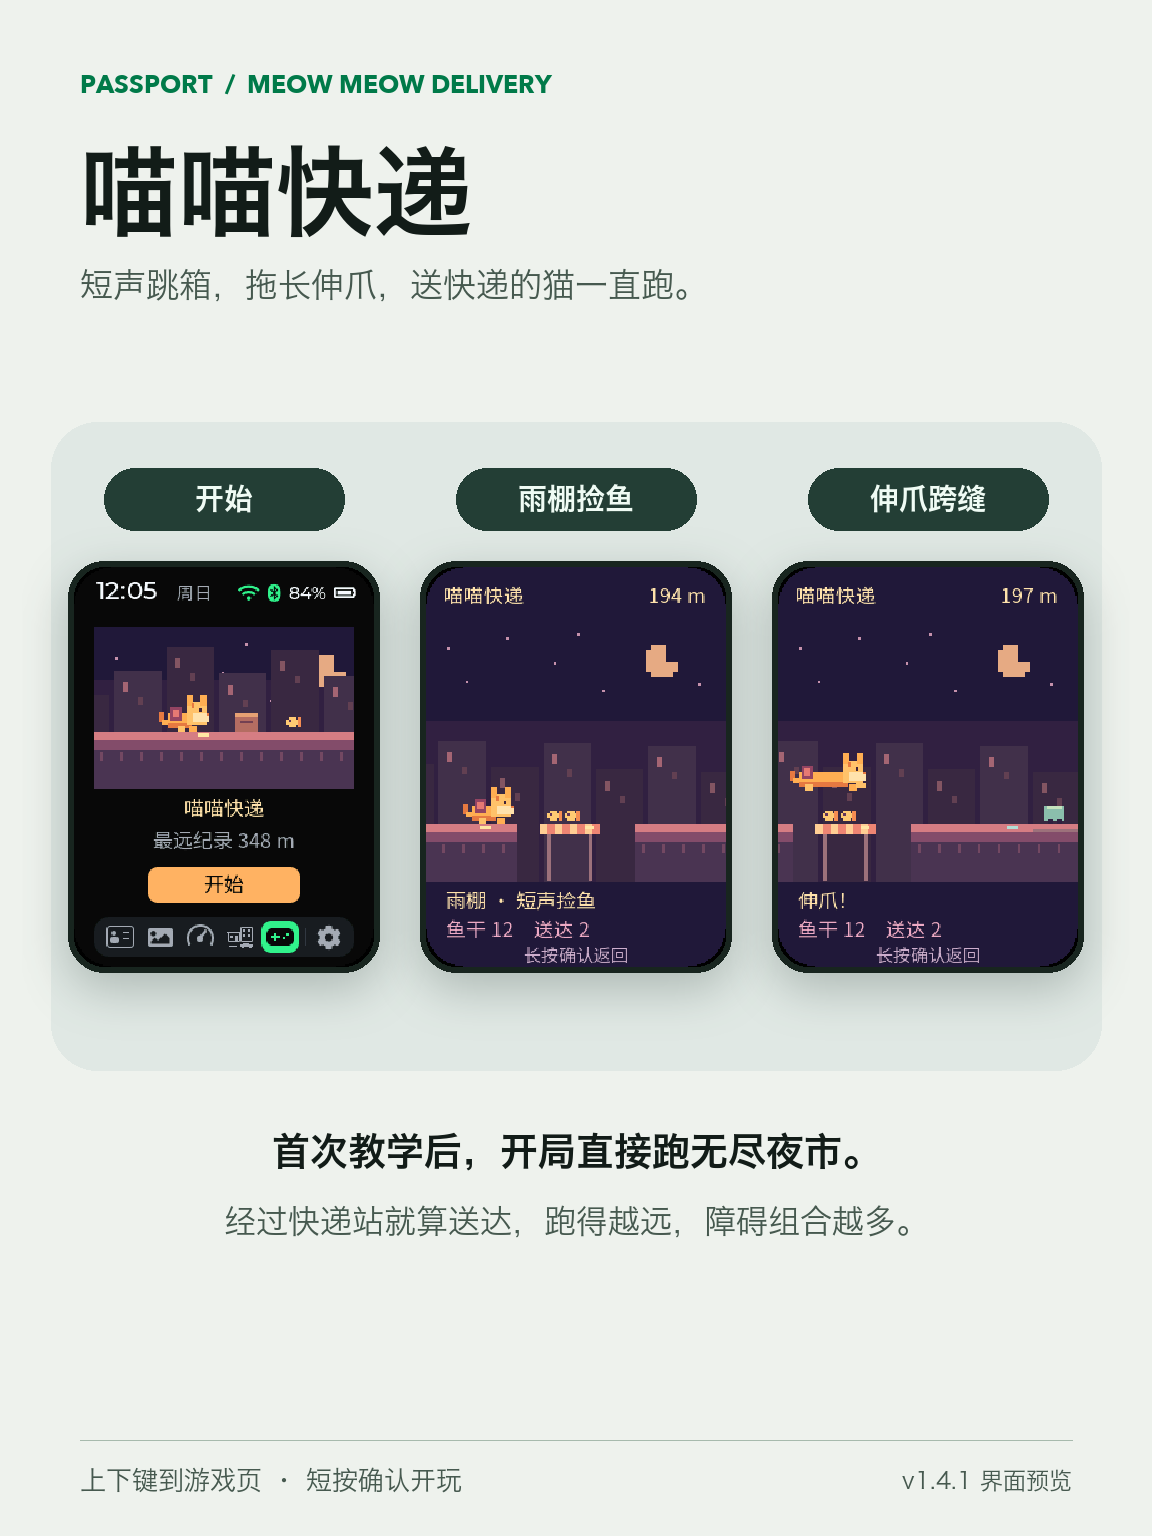 PASSPORT / MEOW MEOW DELIVERY
喵喵快递
短声跳箱，拖长伸爪，送快递的猫一直跑。
开始
雨棚捡鱼
伸爪跨缝
12:05 周日 84%
喵喵快递
最远纪录 348 m
开始
喵喵快递 194 m
雨棚 · 短声捡鱼
鱼干 12 送达 2
长按确认返回
喵喵快递 197 m
伸爪！
鱼干 12 送达 2
长按确认返回
首次教学后，开局直接跑无尽夜市。
经过快递站就算送达，跑得越远，障碍组合越多。
上下键到游戏页 · 短按确认开玩
v1.4.1 界面预览